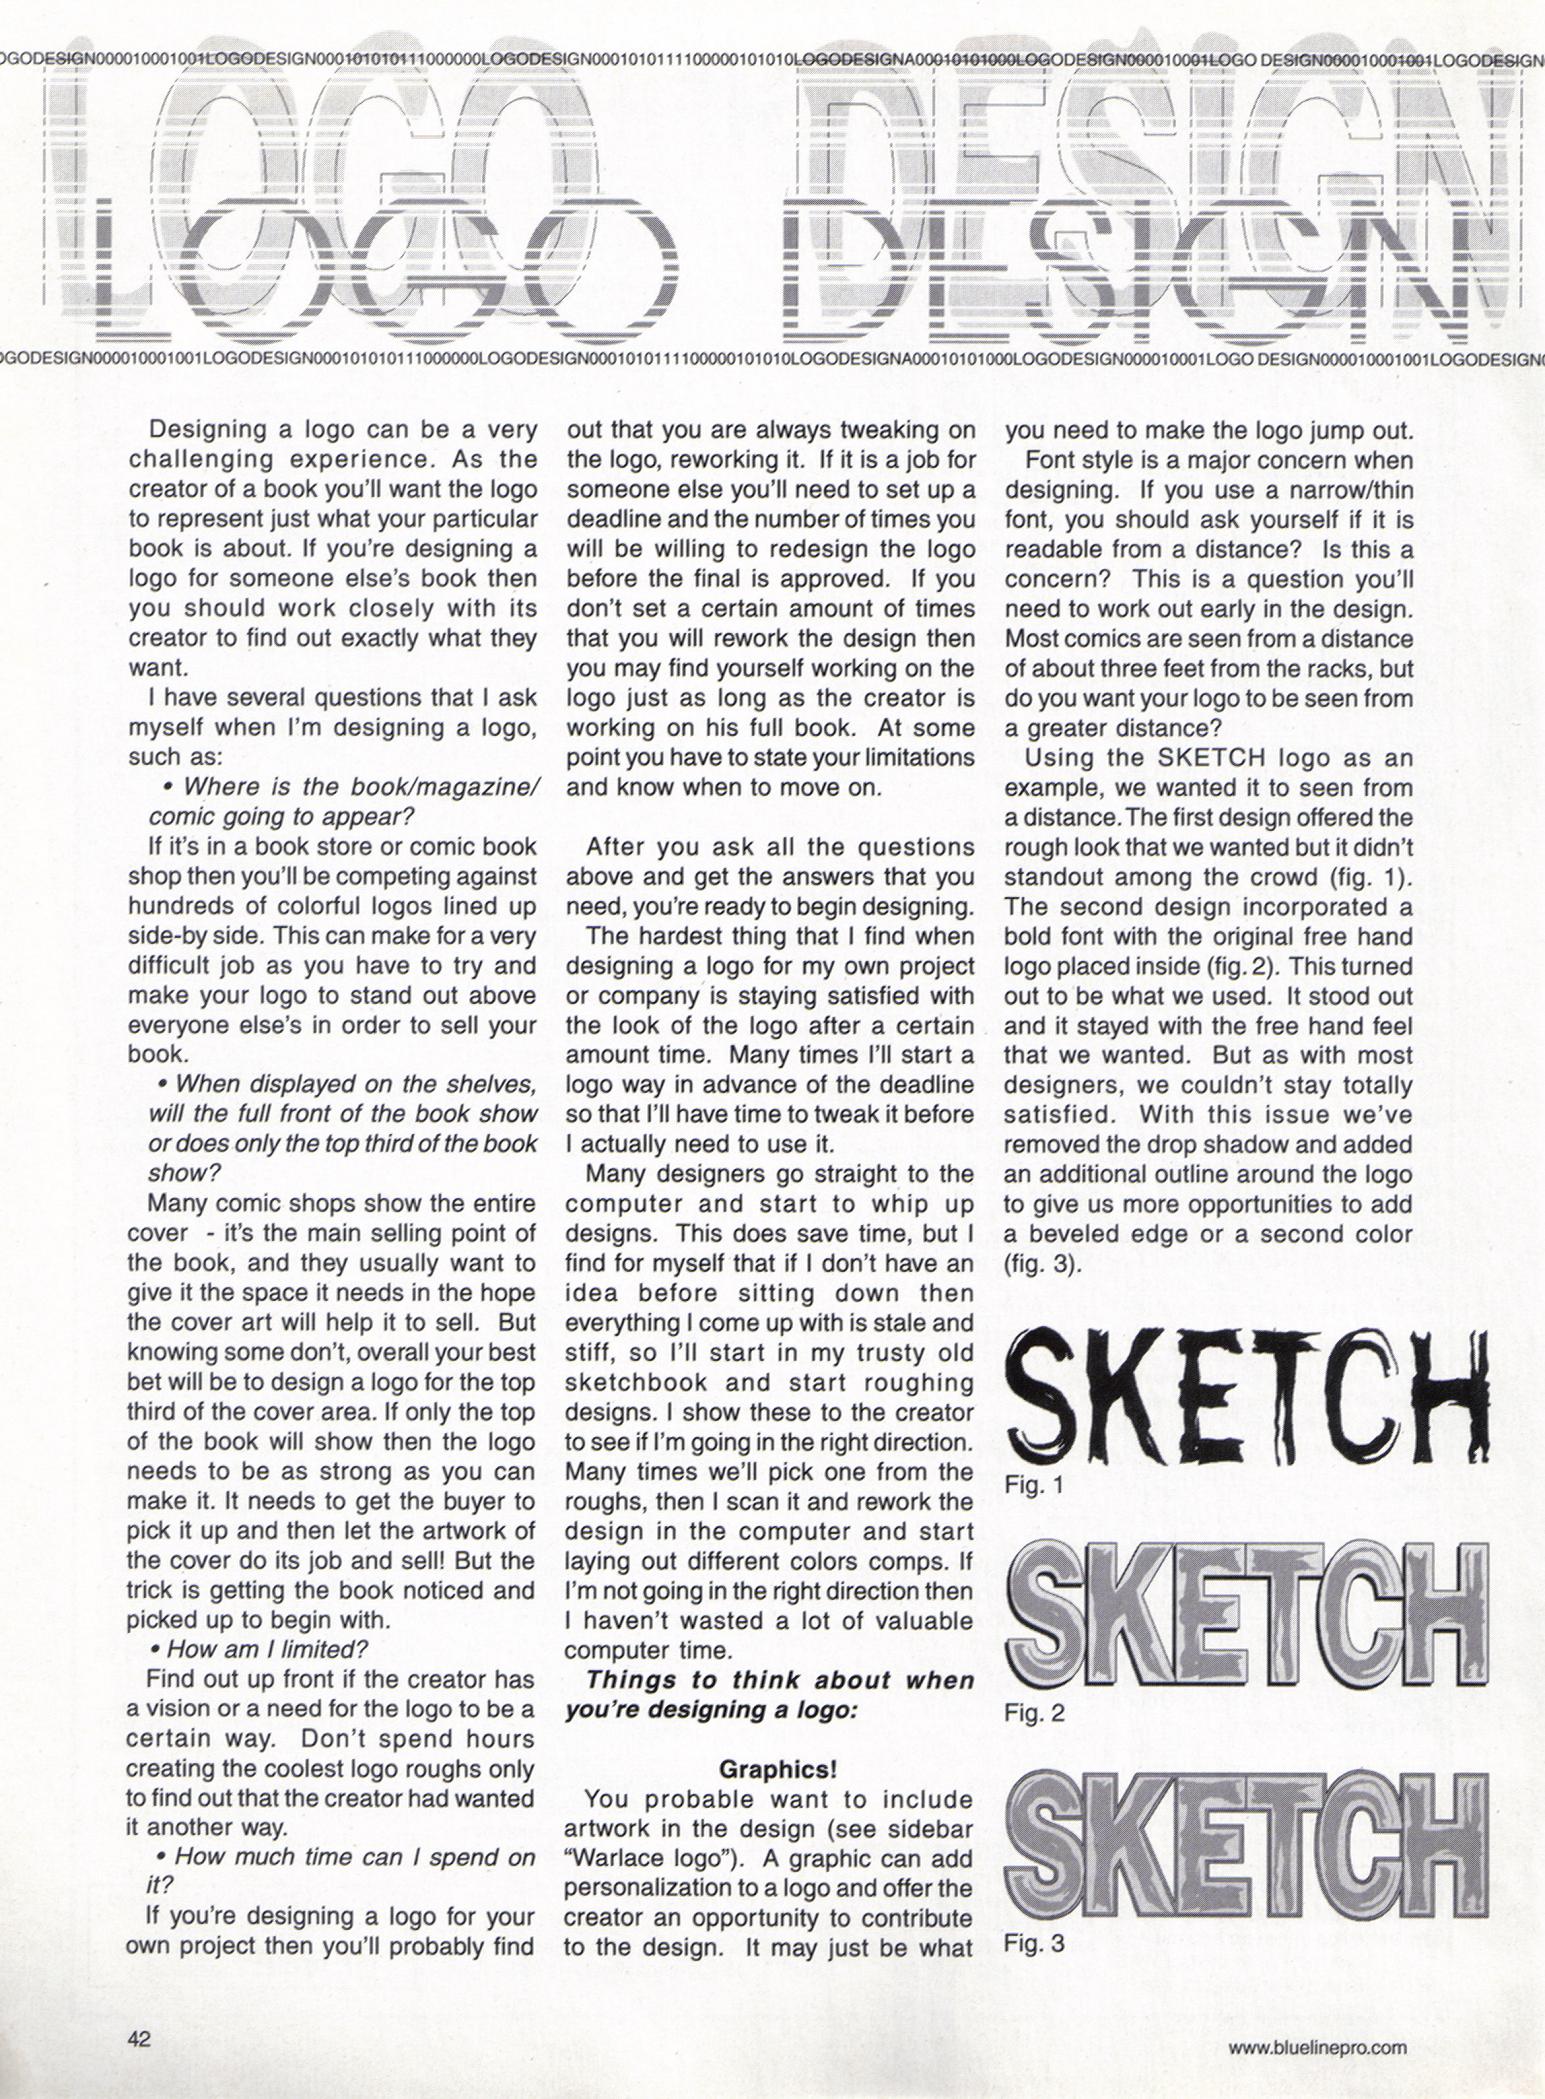 OGODESIGN000010001001LOGODESIGN000101010111000000LOGODESIGN00010101111100000101010LOGODESIGNA00010101000LOGODESIGN000010001LOGO DESIGN000010001001LOGODESIGN
LOGO DESIGN
LOGO DESIGN
OGODESIGN000010001001LOGODESIGN000101010111000000LOGODESIGN00010101111100000101010LOGODESIGNA00010101000LOGODESIGN000010001LOGO DESIGN000010001001LOGODESIGN
Designing a logo can be a very
challenging experience. As the
creator of a book you'll want the logo
to represent just what your particular
book is about. If you're designing a
logo for someone else's book then
you should work closely with its
creator to find out exactly what they
want.
I have several questions that I ask
myself when I'm designing a logo,
such as:
• Where is the book/magazine/
comic going to appear?
If it's in a book store or comic book
shop then you'll be competing against
hundreds of colorful logos lined up
side-by side. This can make for a very
difficult job as you have to try and
make your logo to stand out above
everyone else's in order to sell your
book.
• When displayed on the shelves,
will the full front of the book show
or does only the top third of the book
show?
Many comic shops show the entire
cover - it's the main selling point of
the book, and they usually want to
give it the space it needs in the hope
the cover art will help it to sell. But
knowing some don't, overall your best
bet will be to design a logo for the top
third of the cover area. If only the top
of the book will show then the logo
needs to be as strong as you can
make it. It needs to get the buyer to
pick it up and then let the artwork of
the cover do its job and sell! But the
trick is getting the book noticed and
picked up to begin with.
• How am I limited?
Find out up front if the creator has
a vision or a need for the logo to be a
certain way. Don't spend hours
creating the coolest logo roughs only
to find out that the creator had wanted
it another way.
• How much time can I spend on
it?
If you're designing a logo for your
own project then you'll probably find
out that you are always tweaking on
the logo, reworking it. If it is a job for
someone else you'll need to set up a
deadline and the number of times you
will be willing to redesign the logo
before the final is approved. If you
don't set a certain amount of times
that you will rework the design then
you may find yourself working on the
logo just as long as the creator is
working on his full book. At some
point you have to state your limitations
and know when to move on.
After you ask all the questions
above and get the answers that you
need, you're ready to begin designing.
The hardest thing that I find when
designing a logo for my own project
or company is staying satisfied with
the look of the logo after a certain
amount time. Many times I'll start a
logo way in advance of the deadline
so that I'll have time to tweak it before
I actually need to use it.
Many designers go straight to the
computer and start to whip up
designs. This does save time, but I
find for myself that if I don't have an
idea before sitting down then
everything I come up with is stale and
stiff, so I'll start in my trusty old
sketchbook and start roughing
designs. I show these to the creator
to see if I'm going in the right direction.
Many times we'll pick one from the
roughs, then I scan it and rework the
design in the computer and start
laying out different colors comps. If
I'm not going in the right direction then
I haven't wasted a lot of valuable
computer time.
Things to think about when
you're designing a logo:
Graphics!
You probable want to include
artwork in the design (see sidebar
“Warlace logo”). A graphic can add
personalization to a logo and offer the
creator an opportunity to contribute
to the design. It may just be what
you need to make the logo jump out.
Font style is a major concern when
designing. If you use a narrow/thin
font, you should ask yourself if it is
readable from a distance? Is this a
concern? This is a question you'll
need to work out early in the design.
Most comics are seen from a distance
of about three feet from the racks, but
do you want your logo to be seen from
a greater distance?
Using the SKETCH logo as an
example, we wanted it to seen from
a distance. The first design offered the
rough look that we wanted but it didn't
standout among the crowd (fig. 1).
The second design incorporated a
bold font with the original free hand
logo placed inside (fig. 2). This turned
out to be what we used. It stood out
and it stayed with the free hand feel
that we wanted. But as with most
designers, we couldn't stay totally
satisfied. With this issue we've
removed the drop shadow and added
an additional outline around the logo
to give us more opportunities to add
a beveled edge or a second color
(fig. 3).
SKETCH
Fig. 1
SKETCH
Fig. 2
SKETCH
Fig. 3
42
www.bluelinepro.com